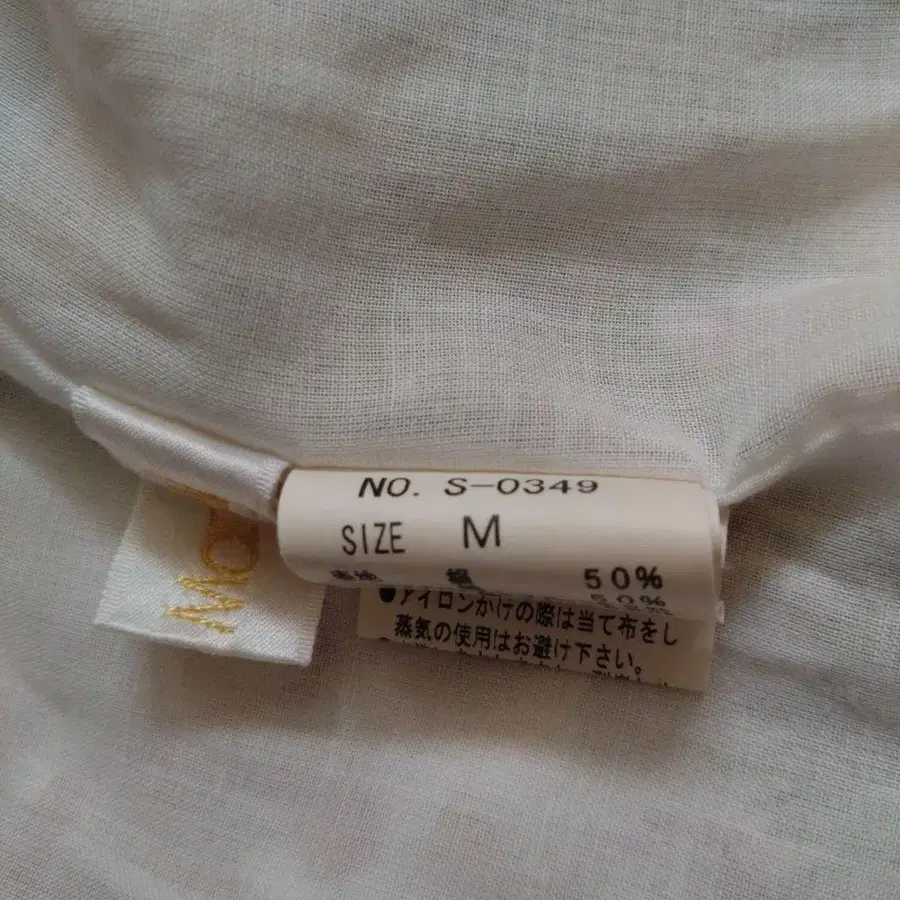 NO. S-0349
SIZE M
50%
50%
●アイロンかけの際は当て布をし
蒸気の使用はお避け下さい。